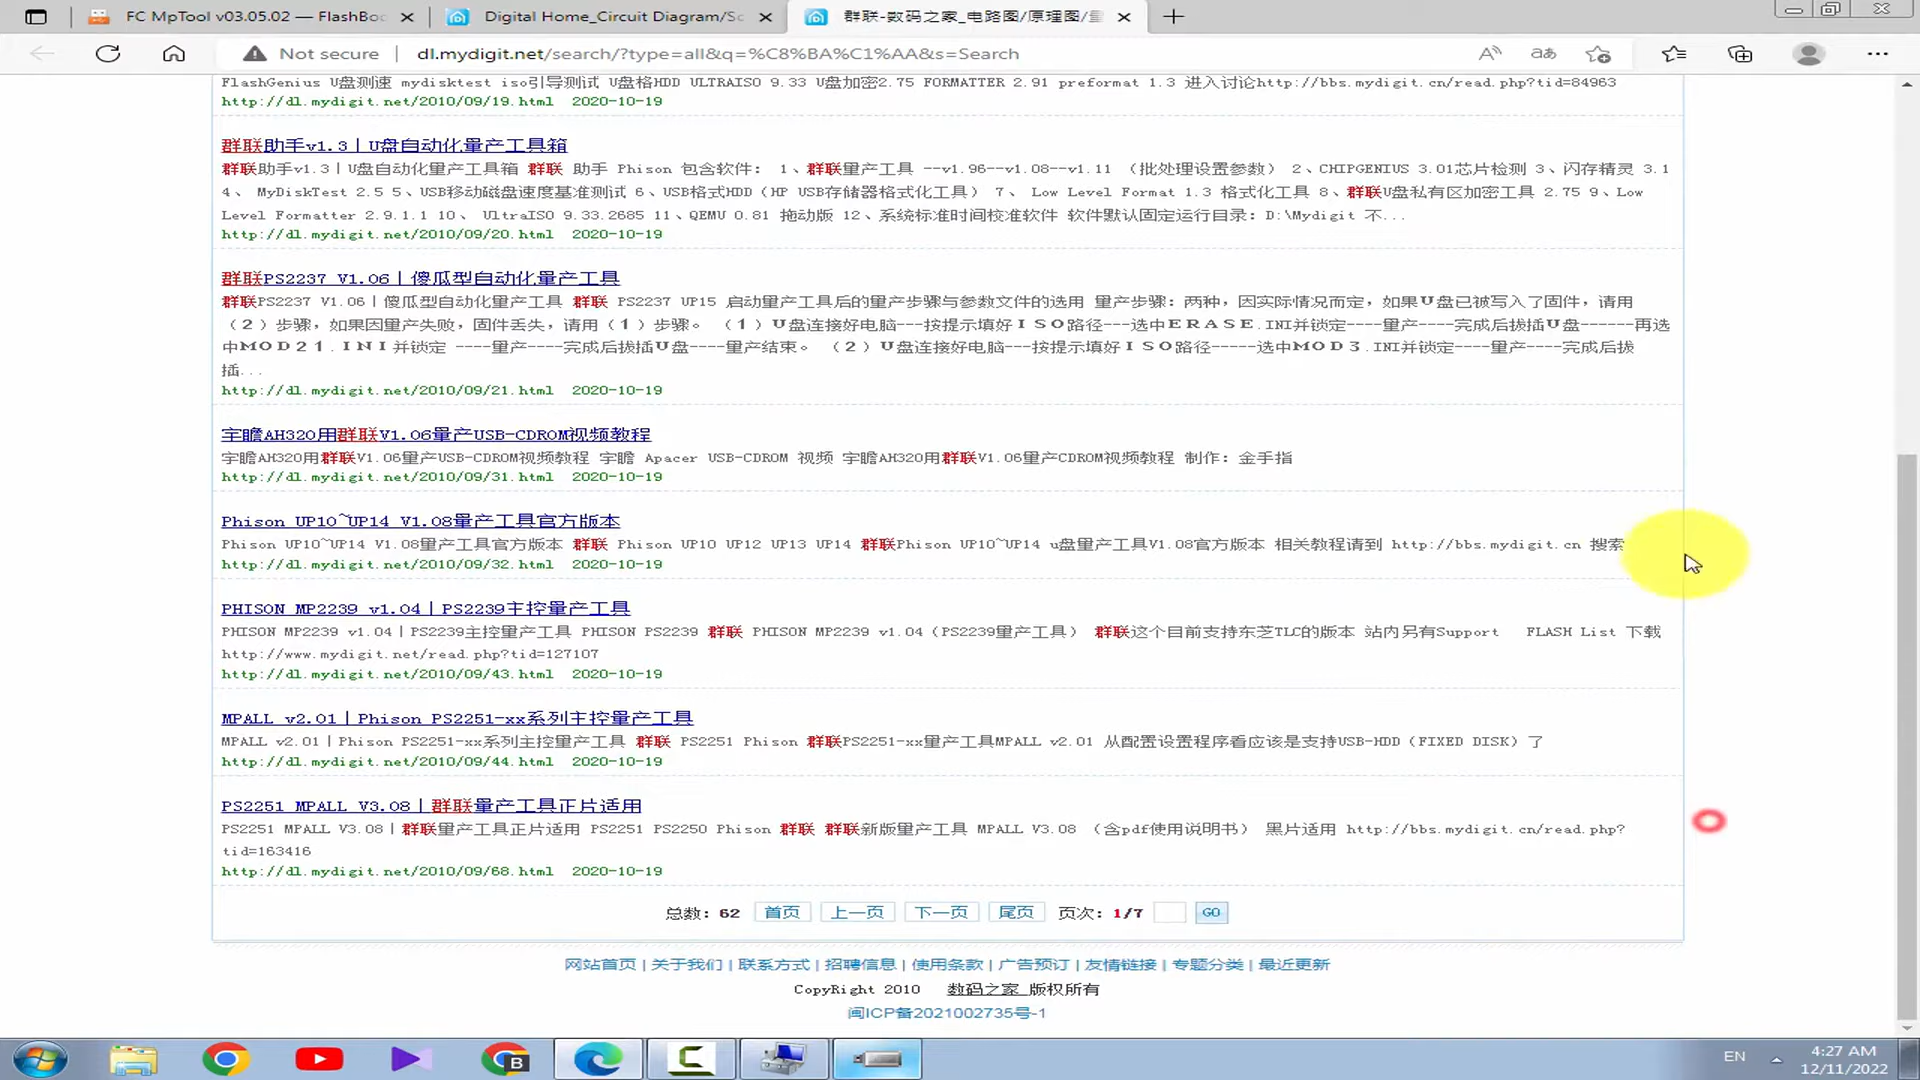 FC MpTool v03.05.02 — FlashBoo
Digital Home_Circuit Diagram/Sc
群联-数码之家_电路图/原理图/量
Not secure | dl.mydigit.net/search/?type=all&q=%C8%BA%C1%AA&s=Search
FlashGenius U盘测速 mydisktest iso引导测试 U盘格HDD ULTRAISO 9.33 U盘加密2.75 FORMATTER 2.91 preformat 1.3 进入讨论http://bbs.mydigit.cn/read.php?tid=84963
http://dl.mydigit.net/2010/09/19.html 2020-10-19
群联助手v1.3|U盘自动化量产工具箱
群联助手v1.3|U盘自动化量产工具箱 群联 助手 Phison 包含软件: 1、群联量产工具 --v1.96--v1.08--v1.11 （批处理设置参数） 2、CHIPGENIUS 3.01芯片检测 3、闪存精灵 3.1
4、 MyDiskTest 2.5 5、USB移动磁盘速度基准测试 6、USB格式HDD（HP USB存储器格式化工具） 7、 Low Level Format 1.3 格式化工具 8、群联U盘私有区加密工具 2.75 9、Low
Level Formatter 2.9.1.1 10、 UltraISO 9.33.2685 11、QEMU 0.81 拖动版 12、系统标准时间校准软件 软件默认固定运行目录: D:\Mydigit 不...
http://dl.mydigit.net/2010/09/20.html 2020-10-19
群联PS2237 V1.06|傻瓜型自动化量产工具
群联PS2237 V1.06|傻瓜型自动化量产工具 群联 PS2237 UP15 启动量产工具后的量产步骤与参数文件的选用 量产步骤: 两种，因实际情况而定，如果Ｕ盘已被写入了固件，请用
（２）步骤，如果因量产失败，固件丢失，请用（１）步骤。 （１）Ｕ盘连接好电脑---按提示填好ＩＳＯ路径---选中ＥＲＡＳＥ.INI并锁定----量产----完成后拔插Ｕ盘------再选
中ＭＯＤ２１.ＩＮＩ并锁定 ----量产----完成后拔插Ｕ盘----量产结束。 （２）Ｕ盘连接好电脑---按提示填好ＩＳＯ路径-----选中ＭＯＤ３.INI并锁定----量产----完成后拔
插...
http://dl.mydigit.net/2010/09/21.html 2020-10-19
宇瞻AH320用群联V1.06量产USB-CDROM视频教程
宇瞻AH320用群联V1.06量产USB-CDROM视频教程 宇瞻 Apacer USB-CDROM 视频 宇瞻AH320用群联V1.06量产CDROM视频教程 制作: 金手指
http://dl.mydigit.net/2010/09/31.html 2020-10-19
Phison UP10~UP14 V1.08量产工具官方版本
Phison UP10~UP14 V1.08量产工具官方版本 群联 Phison UP10 UP12 UP13 UP14 群联Phison UP10~UP14 u盘量产工具V1.08官方版本 相关教程请到 http://bbs.mydigit.cn 搜索
http://dl.mydigit.net/2010/09/32.html 2020-10-19
PHISON MP2239 v1.04|PS2239主控量产工具
PHISON MP2239 v1.04|PS2239主控量产工具 PHISON PS2239 群联 PHISON MP2239 v1.04（PS2239量产工具） 群联这个目前支持东芝TLC的版本 站内另有Support FLASH List 下载
http://www.mydigit.net/read.php?tid=127107
http://dl.mydigit.net/2010/09/43.html 2020-10-19
MPALL v2.01|Phison PS2251-xx系列主控量产工具
MPALL v2.01|Phison PS2251-xx系列主控量产工具 群联 PS2251 Phison 群联PS2251-xx量产工具MPALL v2.01 从配置设置程序看应该是支持USB-HDD（FIXED DISK）了
http://dl.mydigit.net/2010/09/44.html 2020-10-19
PS2251 MPALL V3.08|群联量产工具正片适用
PS2251 MPALL V3.08|群联量产工具正片适用 PS2251 PS2250 Phison 群联 群联新版量产工具 MPALL V3.08 （含pdf使用说明书） 黑片适用 http://bbs.mydigit.cn/read.php?
tid=163416
http://dl.mydigit.net/2010/09/68.html 2020-10-19
总数: 62 首页 上一页 下一页 尾页 页次: 1/7 GO
网站首页 | 关于我们 | 联系方式 | 招聘信息 | 使用条款 | 广告预订 | 友情链接 | 专题分类 | 最近更新
CopyRight 2010 数码之家 版权所有
闽ICP备2021002735号-1
EN
4:27 AM
12/11/2022